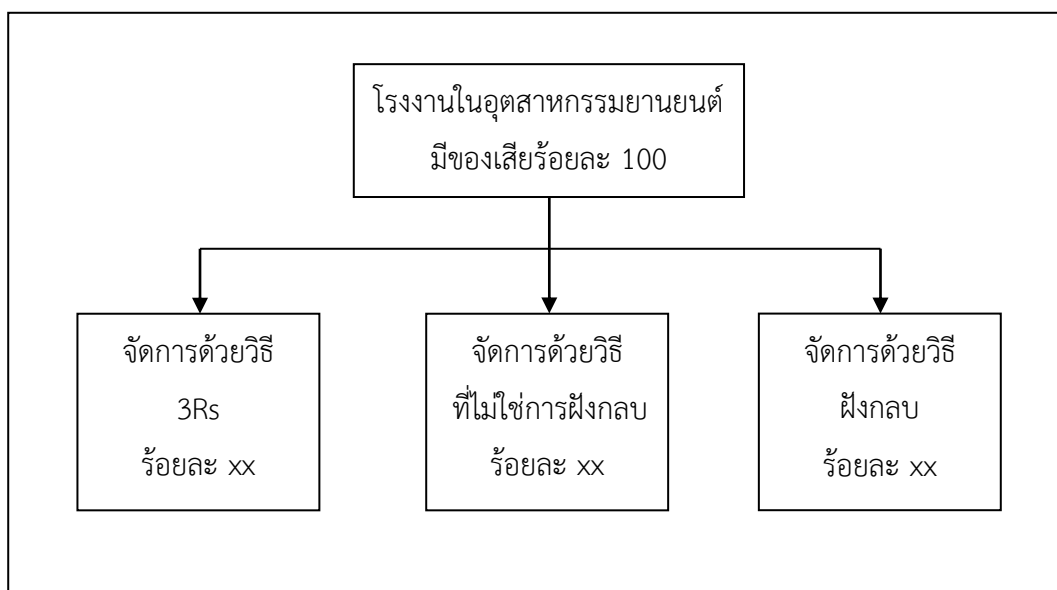 โรงงานในอุตสาหกรรมยานยนต์
มีของเสียร้อยละ 100
จัดการด้วยวิธี
3Rs
ร้อยละ xx
จัดการด้วยวิธี
ที่ไม่ใช่การฝังกลบ
ร้อยละ xx
จัดการด้วยวิธี
ฝังกลบ
ร้อยละ xx